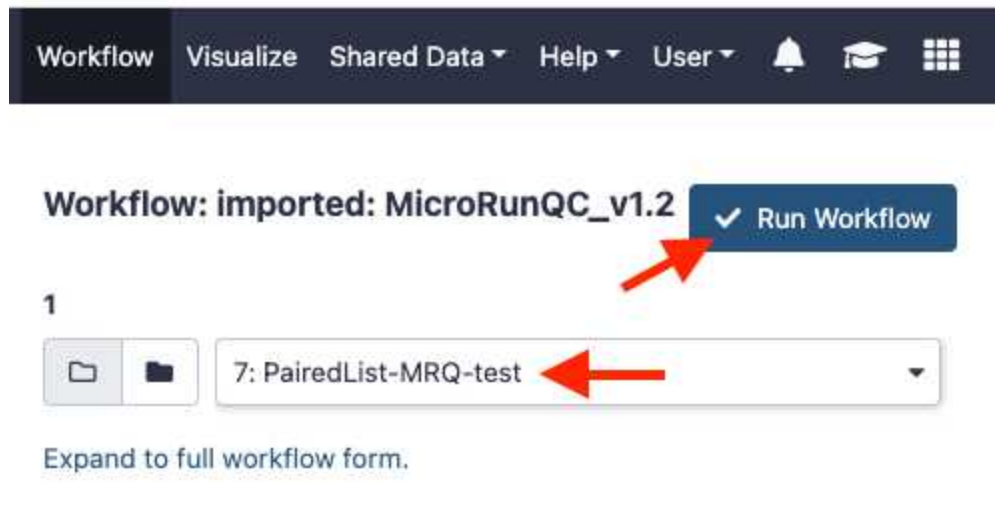 Workflow Visualize Shared Data Help User
Workflow: imported: MicroRunQC_v1.2
Run Workflow
1
7: PairedList-MRQ-test
Expand to full workflow form.